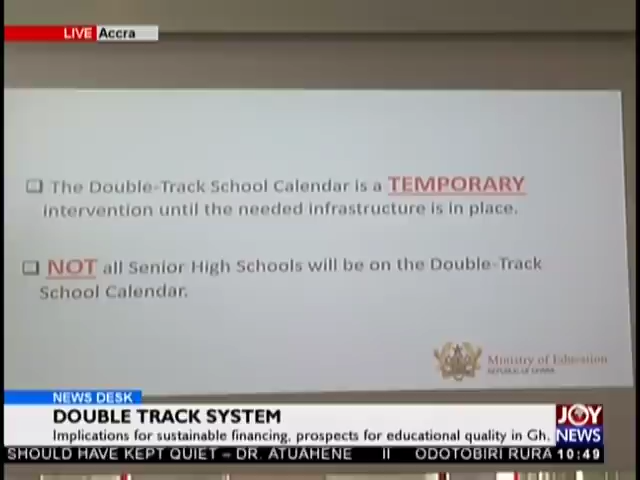 LIVE Accra
❑ The Double-Track School Calendar is a TEMPORARY
intervention until the needed infrastructure is in place.
❑ NOT all Senior High Schools will be on the Double-Track
School Calendar.
Ministry of Education
REPUBLIC OF GHANA
NEWS DESK
DOUBLE TRACK SYSTEM
Implications for sustainable financing, prospects for educational quality in Gh,
JOY
NEWS
SHOULD HAVE KEPT QUIET – DR. ATUAHENE II ODOTOBIRI RURA 10:49